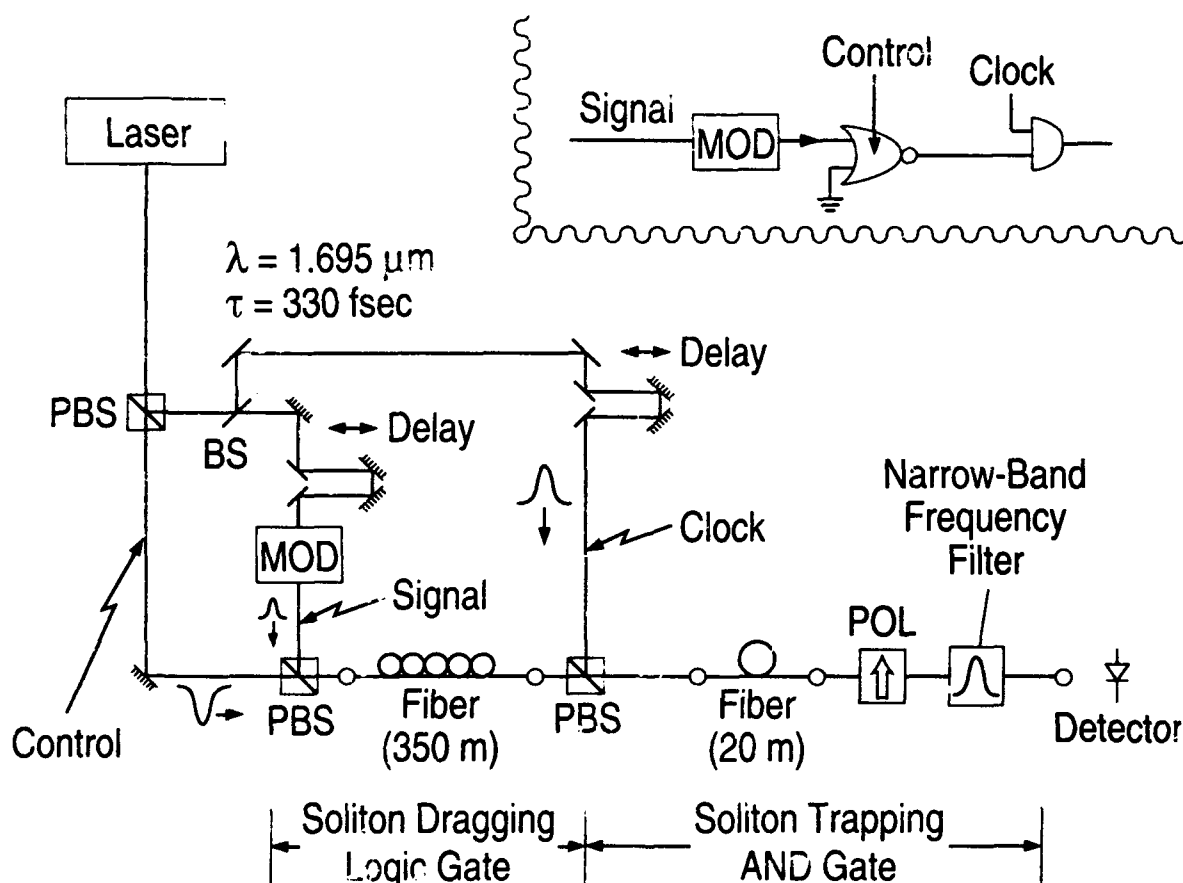 Control
Clock
Signal
MOD
Laser
λ = 1.695 μm
τ = 330 fsec
Delay
PBS
BS
Delay
Narrow-Band
Frequency
Filter
MOD
Clock
Signal
POL
PBS
Fiber
(350 m)
PBS
Fiber
(20 m)
Detector
Control
Soliton Dragging
Logic Gate
Soliton Trapping
AND Gate